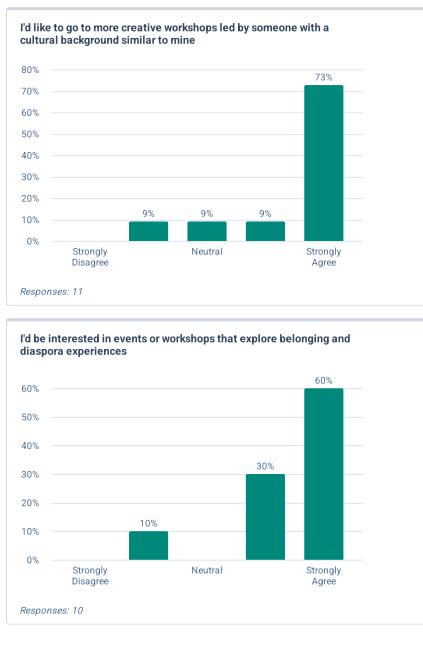 I'd like to go to more creative workshops led by someone with a
cultural background similar to mine
80%
70%
60%
50%
40%
30%
20%
10%
0%
9%
9%
9%
73%
Strongly
Disagree
Neutral
Strongly
Agree
Responses: 11
I'd be interested in events or workshops that explore belonging and
diaspora experiences
60%
50%
40%
30%
20%
10%
0%
10%
30%
60%
Strongly
Disagree
Neutral
Strongly
Agree
Responses: 10